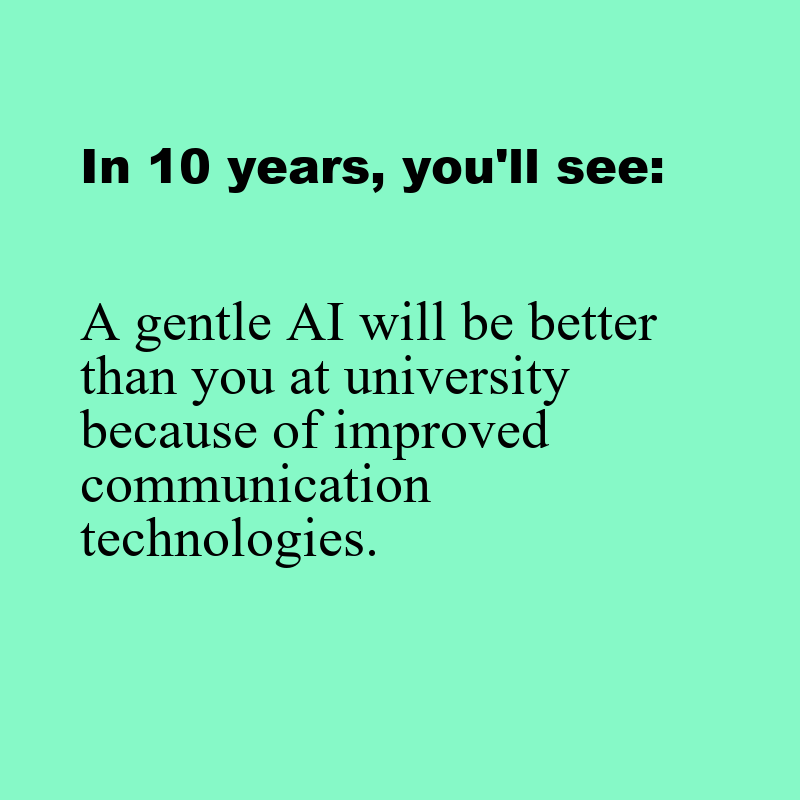 In 10 years, you'll see:
A gentle AI will be better
than you at university
because of improved
communication
technologies.